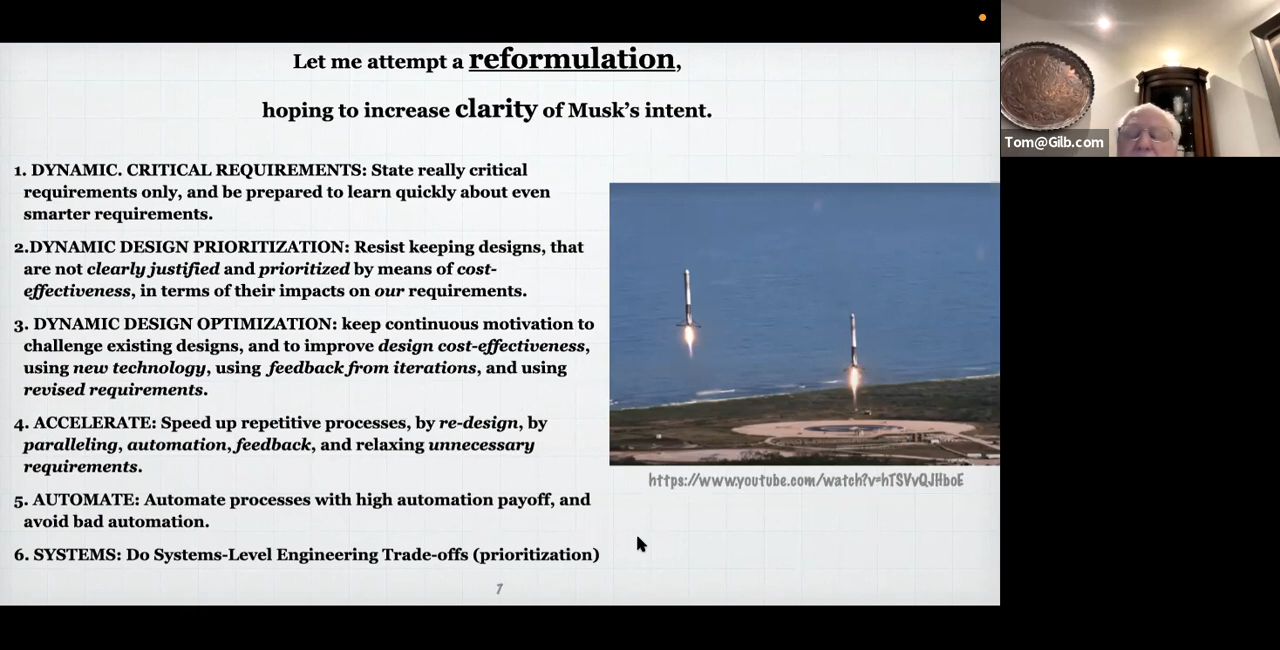 Let me attempt a reformulation,
hoping to increase clarity of Musk's intent.
1. DYNAMIC. CRITICAL REQUIREMENTS: State really critical
requirements only, and be prepared to learn quickly about even
smarter requirements.
2.DYNAMIC DESIGN PRIORITIZATION: Resist keeping designs, that
are not clearly justified and prioritized by means of cost-
effectiveness, in terms of their impacts on our requirements.
3. DYNAMIC DESIGN OPTIMIZATION: keep continuous motivation to
challenge existing designs, and to improve design cost-effectiveness,
using new technology, using feedback from iterations, and using
revised requirements.
4. ACCELERATE: Speed up repetitive processes, by re-design, by
paralleling, automation, feedback, and relaxing unnecessary
requirements.
5. AUTOMATE: Automate processes with high automation payoff, and
avoid bad automation.
6. SYSTEMS: Do Systems-Level Engineering Trade-offs (prioritization)
https://www.youtube.com/watch?v=hTSVvQJHboE
7
Tom@Gilb.com